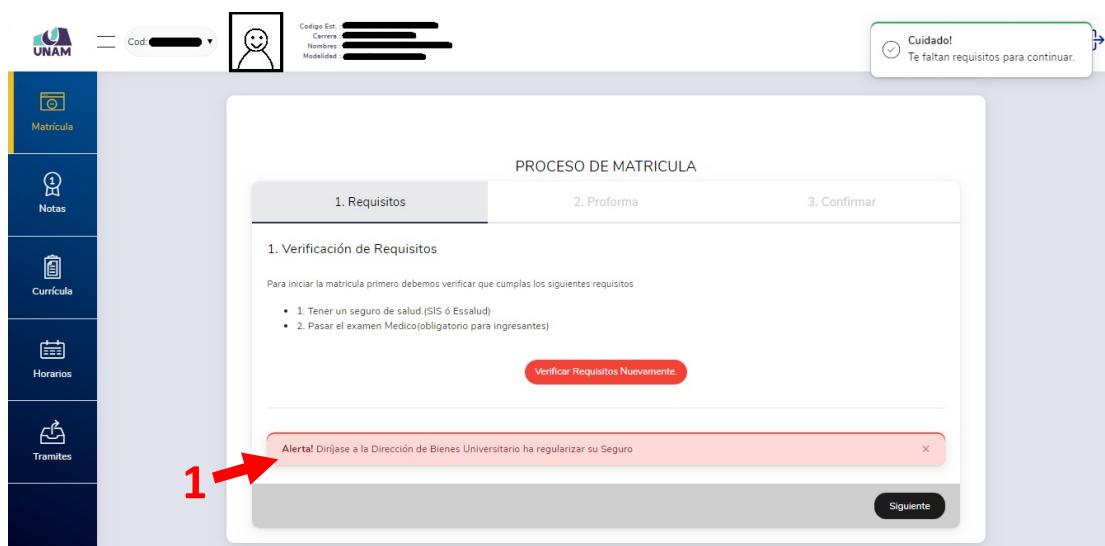 UNAM
Cod:
Codigo Est. :
Carrera :
Nombres :
Modalidad :
Cuidado!
Te faltan requisitos para continuar.
Matrícula
Notas
Currícula
Horarios
Tramites
PROCESO DE MATRICULA
1. Requisitos
2. Proforma
3. Confirmar
1. Verificación de Requisitos
Para iniciar la matricula primero debemos verificar que cumplas los siguientes requisitos
1. Tener un seguro de salud.(SIS ó Essalud)
2. Pasar el examen Medico(obligatorio para ingresantes)
Verificar Requisitos Nuevamente.
Alerta! Diríjase a la Dirección de Bienes Universitario ha regularizar su Seguro
×
1
Siguiente